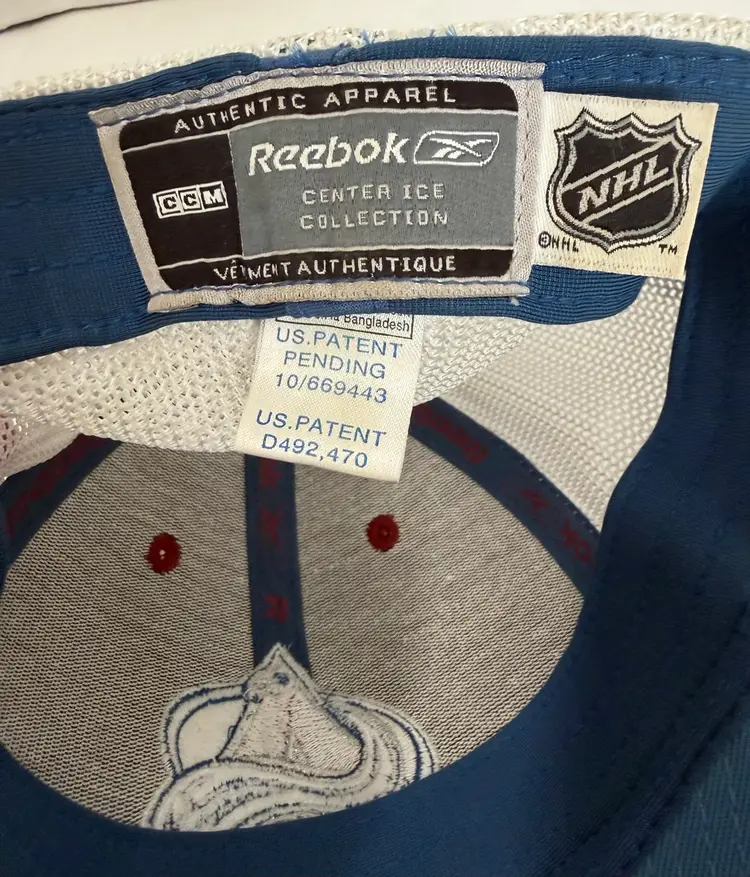 AUTHENTIC APPAREL
Reebok
CCM
CENTER ICE
COLLECTION
VÊTMENT AUTHENTIQUE
NHL
©NHL TM
Bangladesh
US.PATENT
PENDING
10/669443
US.PATENT
D492,470
R